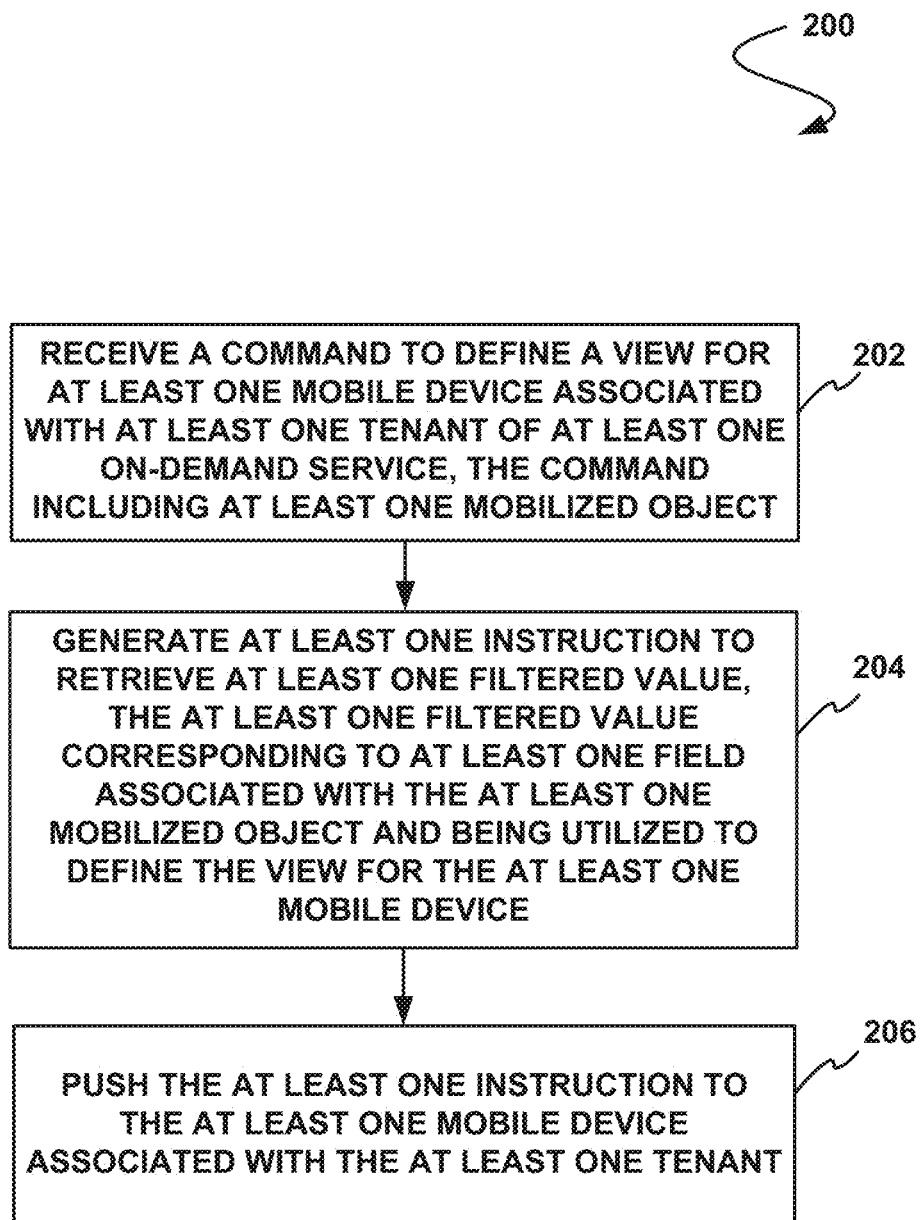 200
RECEIVE A COMMAND TO DEFINE A VIEW FOR
AT LEAST ONE MOBILE DEVICE ASSOCIATED
WITH AT LEAST ONE TENANT OF AT LEAST ONE
ON-DEMAND SERVICE, THE COMMAND
INCLUDING AT LEAST ONE MOBILIZED OBJECT
202
GENERATE AT LEAST ONE INSTRUCTION TO
RETRIEVE AT LEAST ONE FILTERED VALUE,
THE AT LEAST ONE FILTERED VALUE
CORRESPONDING TO AT LEAST ONE FIELD
ASSOCIATED WITH THE AT LEAST ONE
MOBILIZED OBJECT AND BEING UTILIZED TO
DEFINE THE VIEW FOR THE AT LEAST ONE
MOBILE DEVICE
204
PUSH THE AT LEAST ONE INSTRUCTION TO
THE AT LEAST ONE MOBILE DEVICE
ASSOCIATED WITH THE AT LEAST ONE TENANT
206